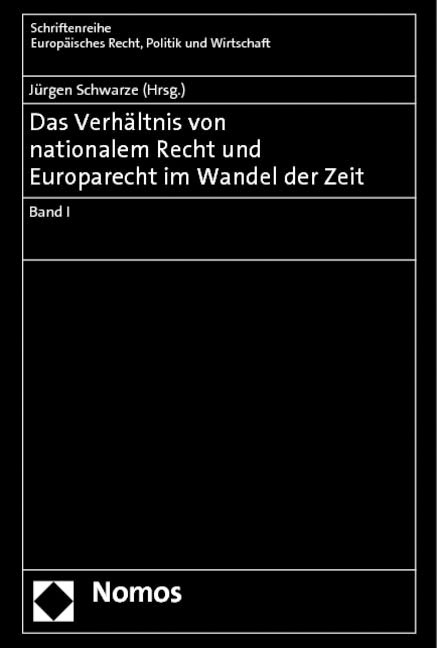 Schriftenreihe
Europäisches Recht, Politik und Wirtschaft
Jürgen Schwarze (Hrsg.)
Das Verhältnis von
nationalem Recht und
Europarecht im Wandel der Zeit
Band I
Nomos